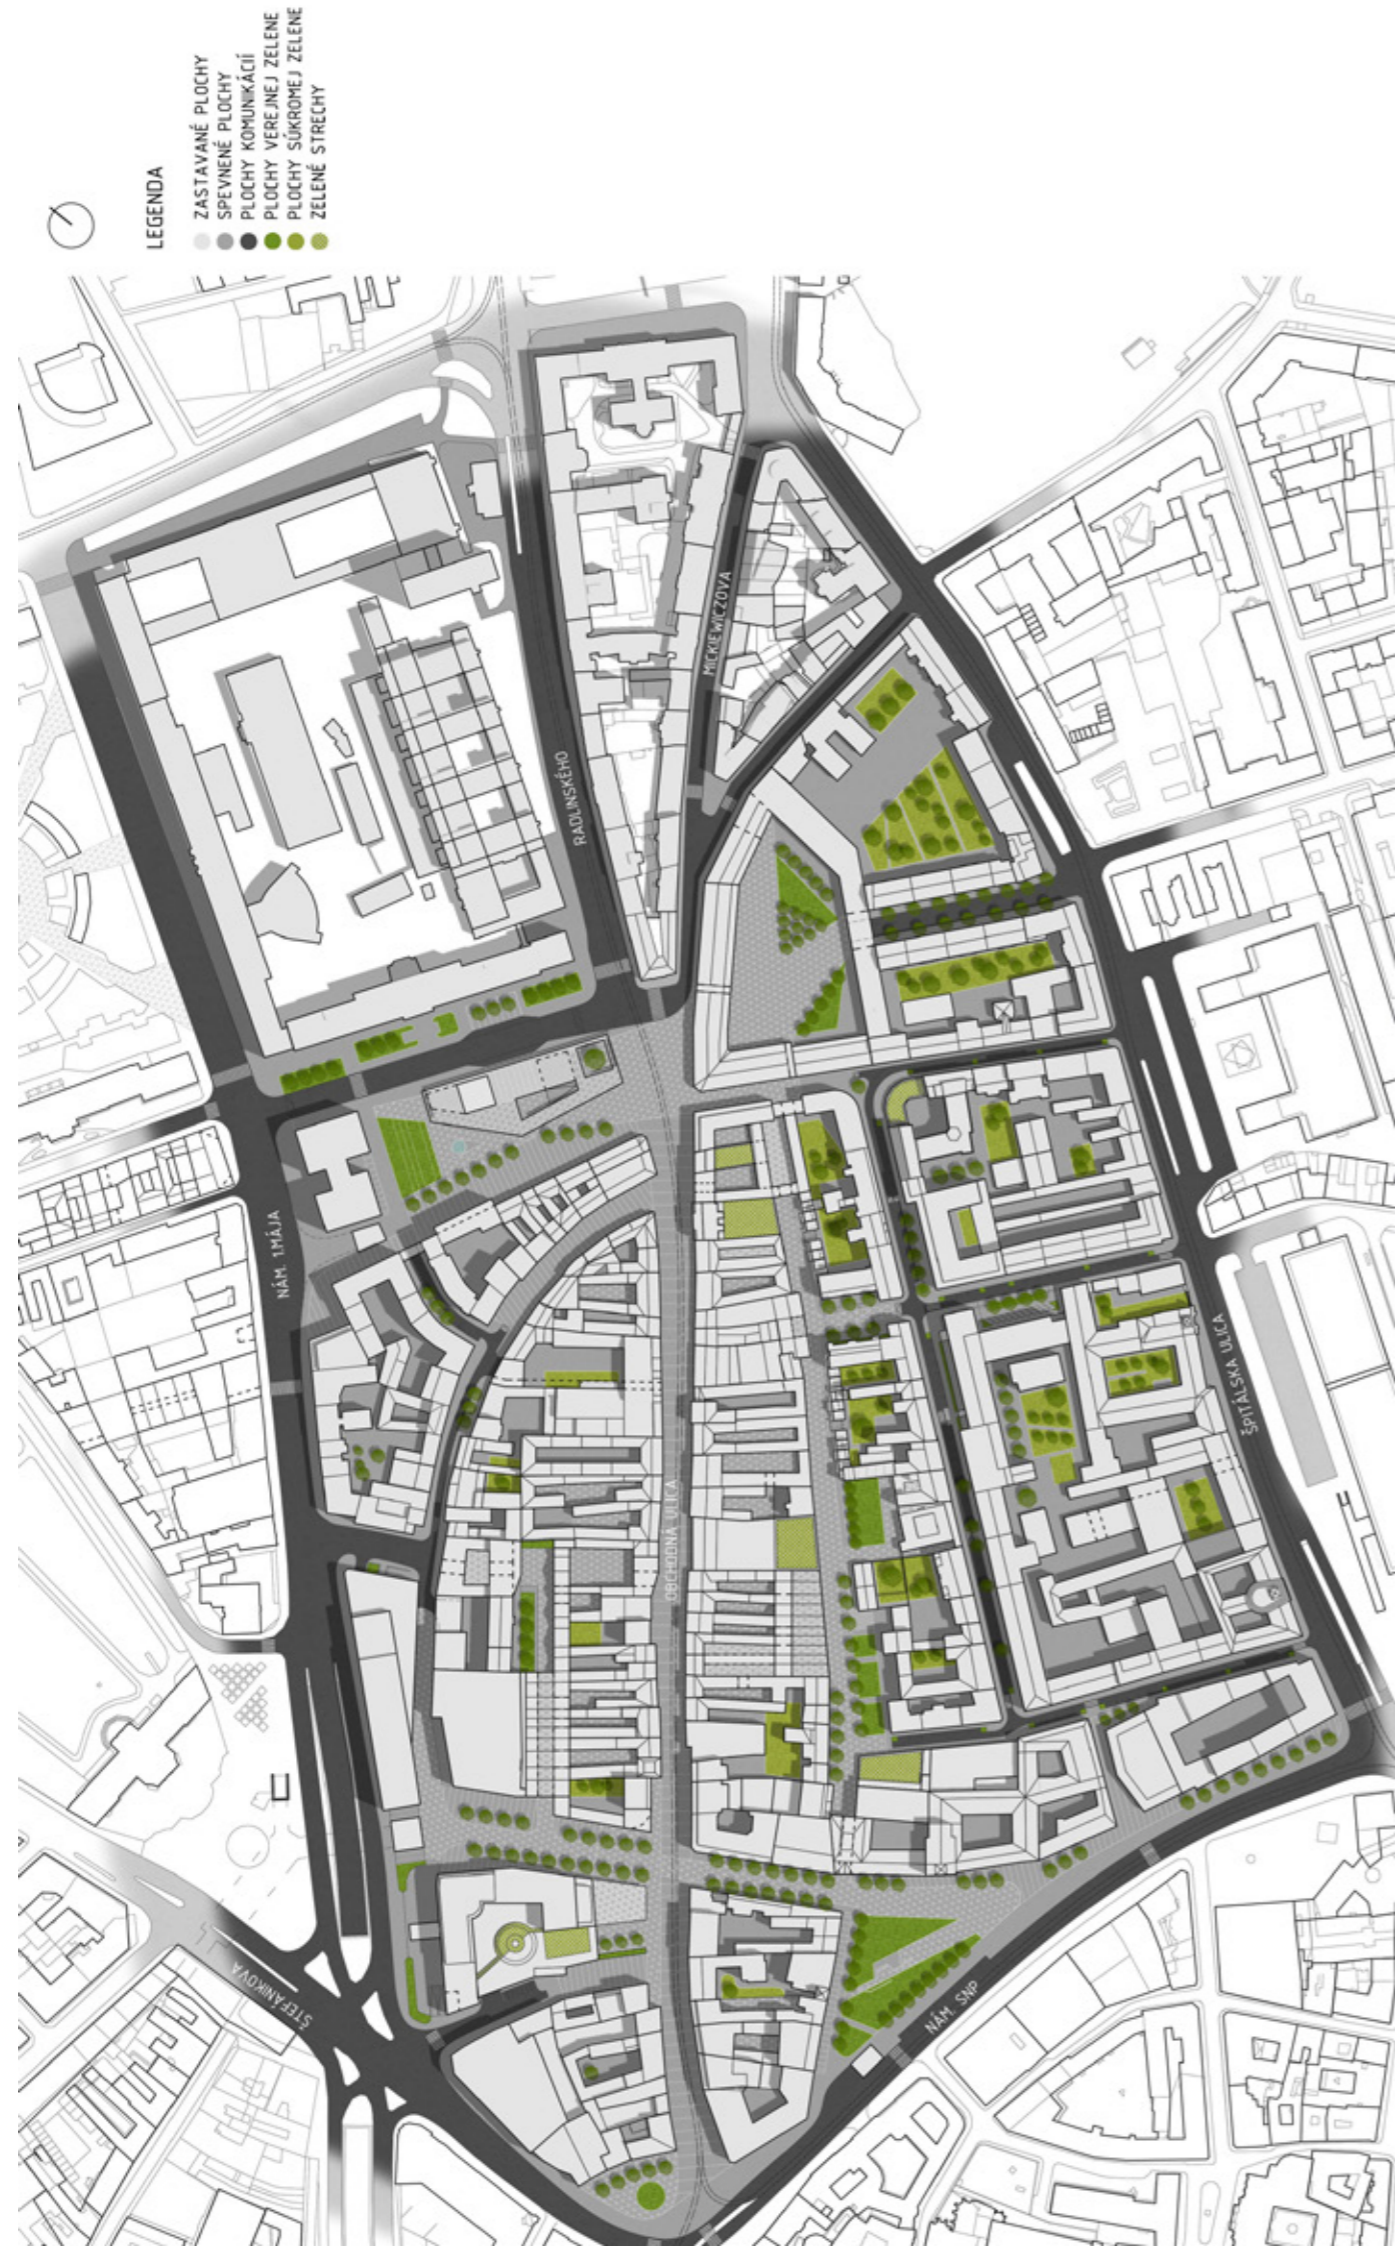 LEGENDA
ZASTAVANÉ PLOCHY
SPEVNENÉ PLOCHY
PLOCHY KOMUNIKÁCIÍ
PLOCHY VEREJNEJ ZELENE
PLOCHY SÚKROMEJ ZELENE
ZELENÉ STRECHY
RADLINSKÉHO
MICKIEWICZOVA
NÁM. 1.MÁJA
OBCHODNÁ ULICA
ŠPITÁLSKA ULICA
ŠTEFÁNIKOVA
NÁM. SNP